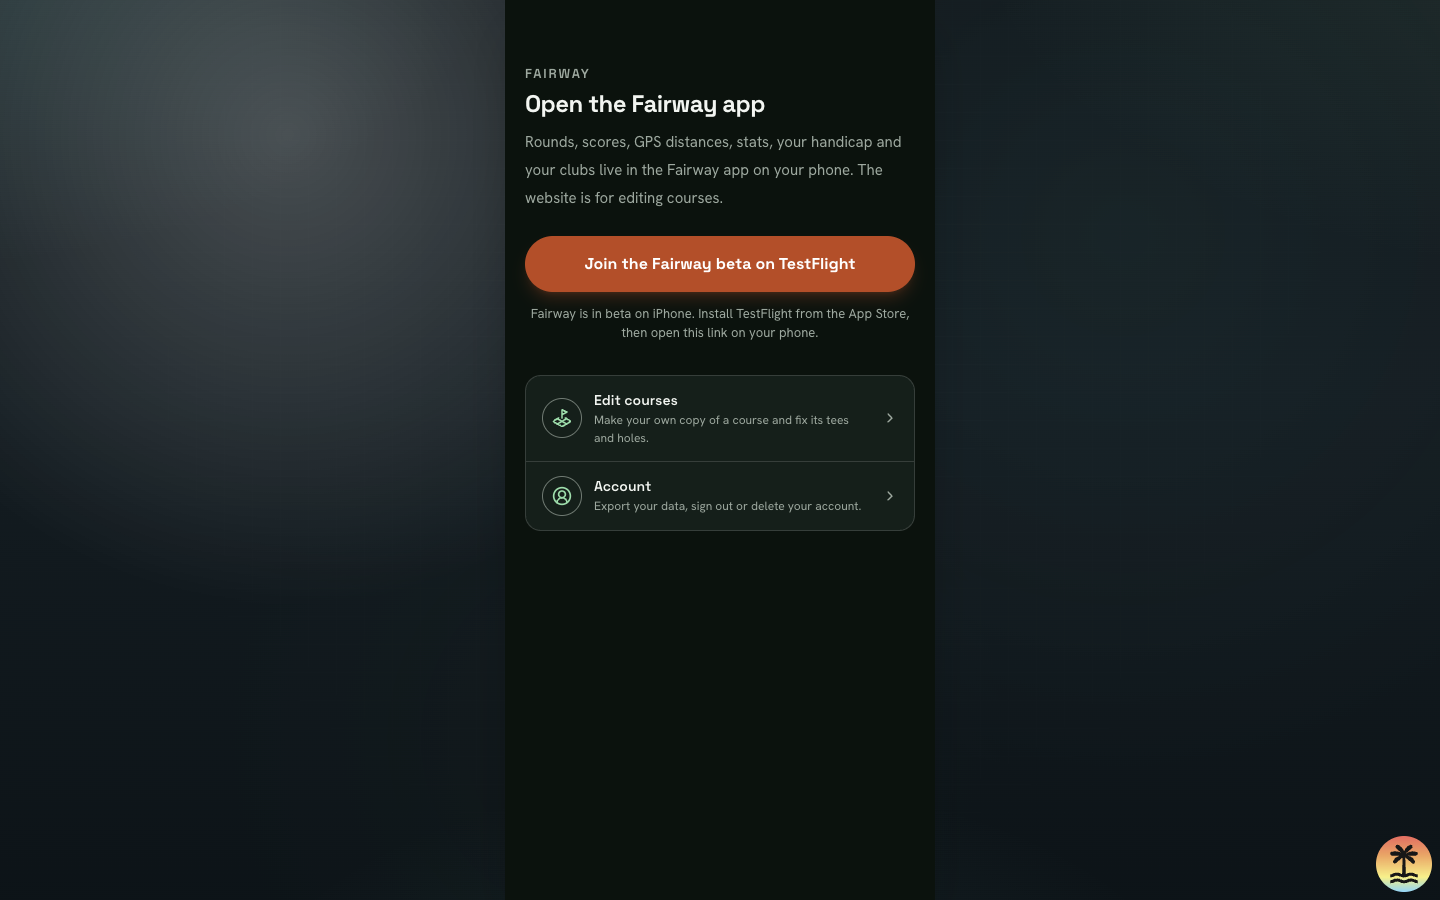 FAIRWAY
Open the Fairway app
Rounds, scores, GPS distances, stats, your handicap and
your clubs live in the Fairway app on your phone. The
website is for editing courses.
Join the Fairway beta on TestFlight
Fairway is in beta on iPhone. Install TestFlight from the App Store,
then open this link on your phone.
Edit courses
Make your own copy of a course and fix its tees
and holes.
Account
Export your data, sign out or delete your account.